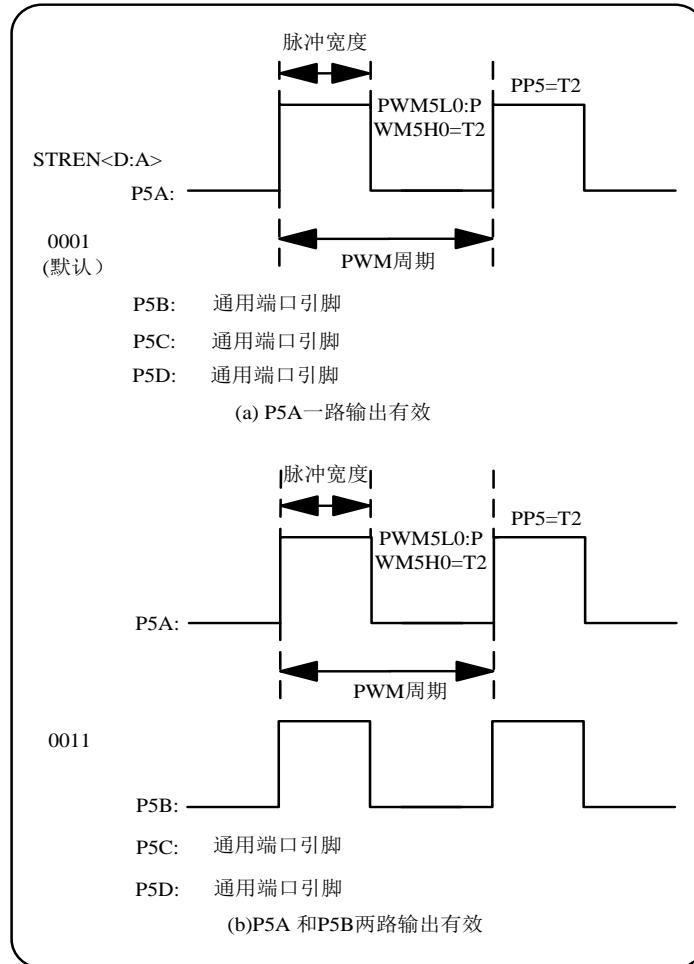 脉冲宽度
PP5=T2
PWM5L0:P
WM5H0=T2
STREN<D:A>
P5A:
0001
(默认）
PWM周期
P5B: 通用端口引脚
P5C: 通用端口引脚
P5D: 通用端口引脚
(a) P5A一路输出有效
脉冲宽度
PP5=T2
PWM5L0:P
WM5H0=T2
P5A:
PWM周期
0011
P5B:
P5C: 通用端口引脚
P5D: 通用端口引脚
(b)P5A 和P5B两路输出有效